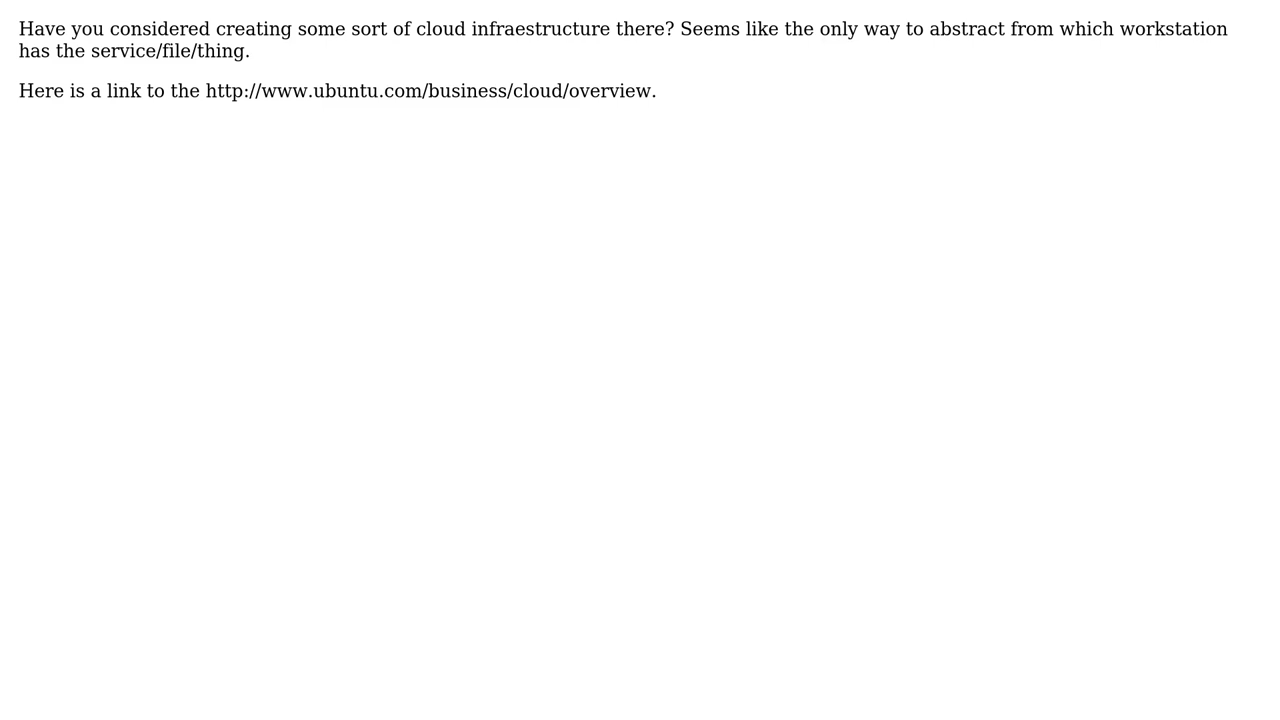 Have you considered creating some sort of cloud infraestructure there? Seems like the only way to abstract from which workstation
has the service/file/thing.
Here is a link to the http://www.ubuntu.com/business/cloud/overview.